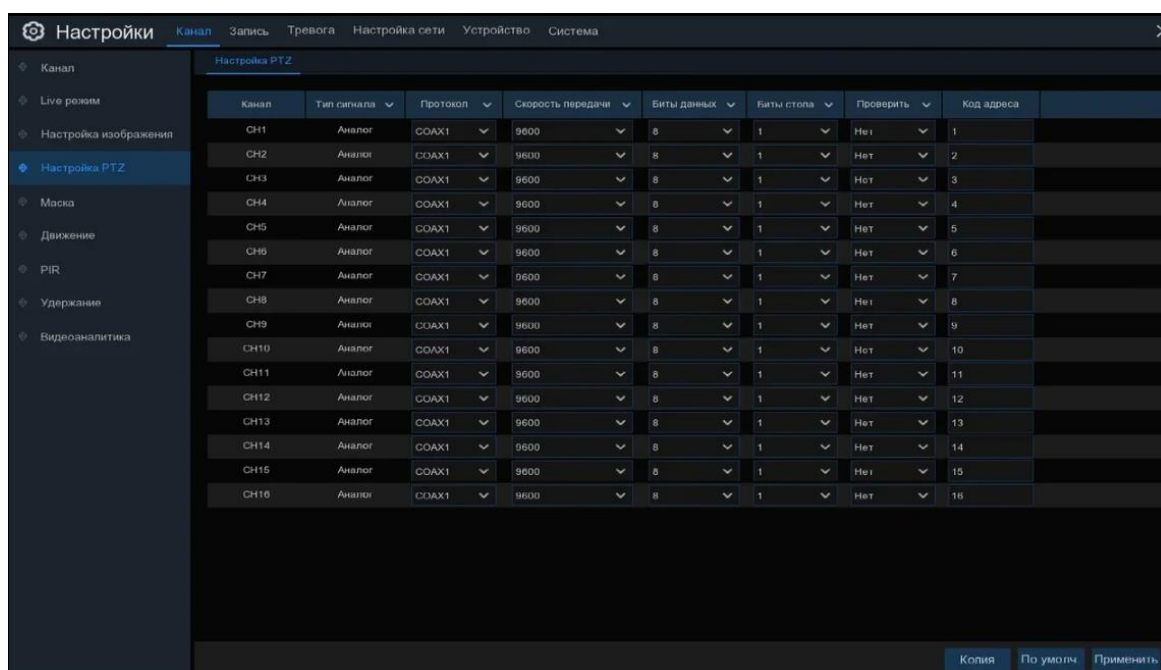 Настройки Канал Запись Тревога Настройка сети Устройство Система
Настройка PTZ
Канал
Live режим
Настройка изображения
Настройка PTZ
Маска
Движение
PIR
Удержание
Видеоаналитика
Канал Тип сигнала Протокол Скорость передачи Биты данных Биты стопа Проверить Код адреса
CH1 Аналог COAX1 9600 8 1 Нет 1
CH2 Аналог COAX1 9600 8 1 Нет 2
CH3 Аналог COAX1 9600 8 1 Нет 3
CH4 Аналог COAX1 9600 8 1 Нет 4
CH5 Аналог COAX1 9600 8 1 Нет 5
CH6 Аналог COAX1 9600 8 1 Нет 6
CH7 Аналог COAX1 9600 8 1 Нет 7
CH8 Аналог COAX1 9600 8 1 Нет 8
CH9 Аналог COAX1 9600 8 1 Нет 9
CH10 Аналог COAX1 9600 8 1 Нет 10
CH11 Аналог COAX1 9600 8 1 Нет 11
CH12 Аналог COAX1 9600 8 1 Нет 12
CH13 Аналог COAX1 9600 8 1 Нет 13
CH14 Аналог COAX1 9600 8 1 Нет 14
CH15 Аналог COAX1 9600 8 1 Нет 15
CH16 Аналог COAX1 9600 8 1 Нет 16
Копия По умолч. Применить